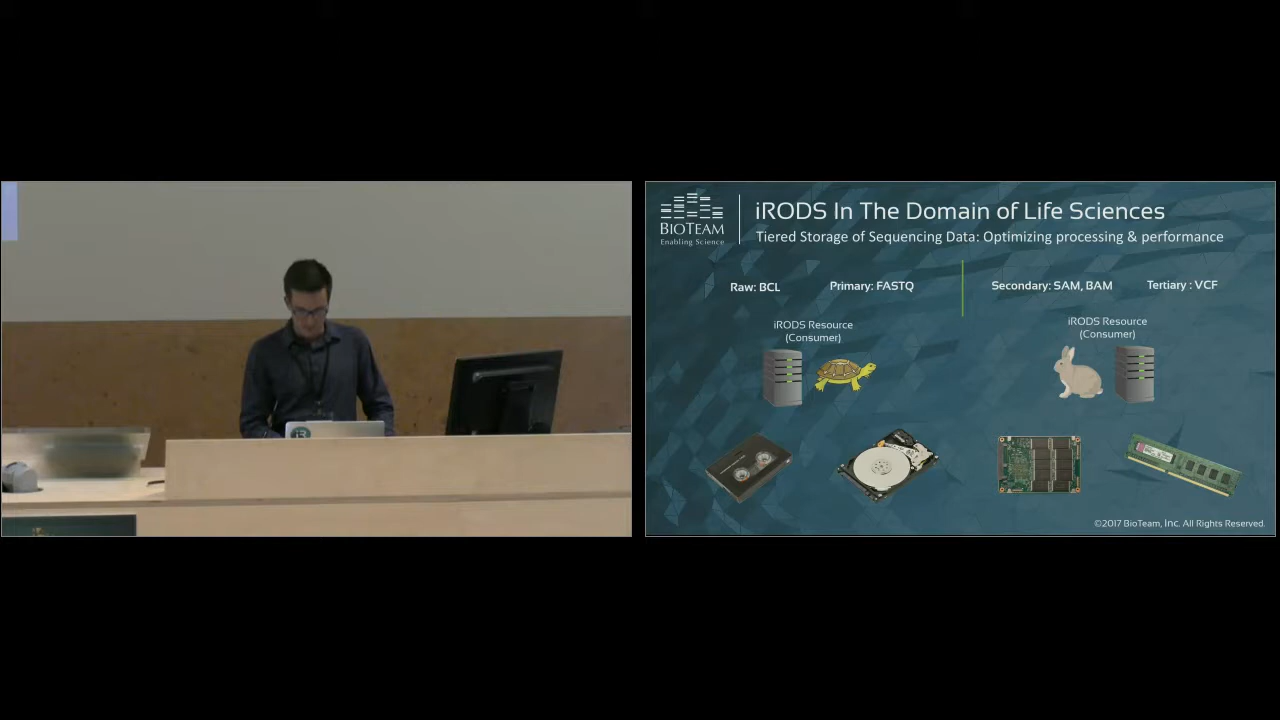 BIOTEAM
Enabling Science
iRODS In The Domain of Life Sciences
Tiered Storage of Sequencing Data: Optimizing processing & performance
Raw: BCL
Primary: FASTQ
Secondary: SAM, BAM
Tertiary : VCF
iRODS Resource
(Consumer)
iRODS Resource
(Consumer)
©2017 BioTeam, Inc. All Rights Reserved.